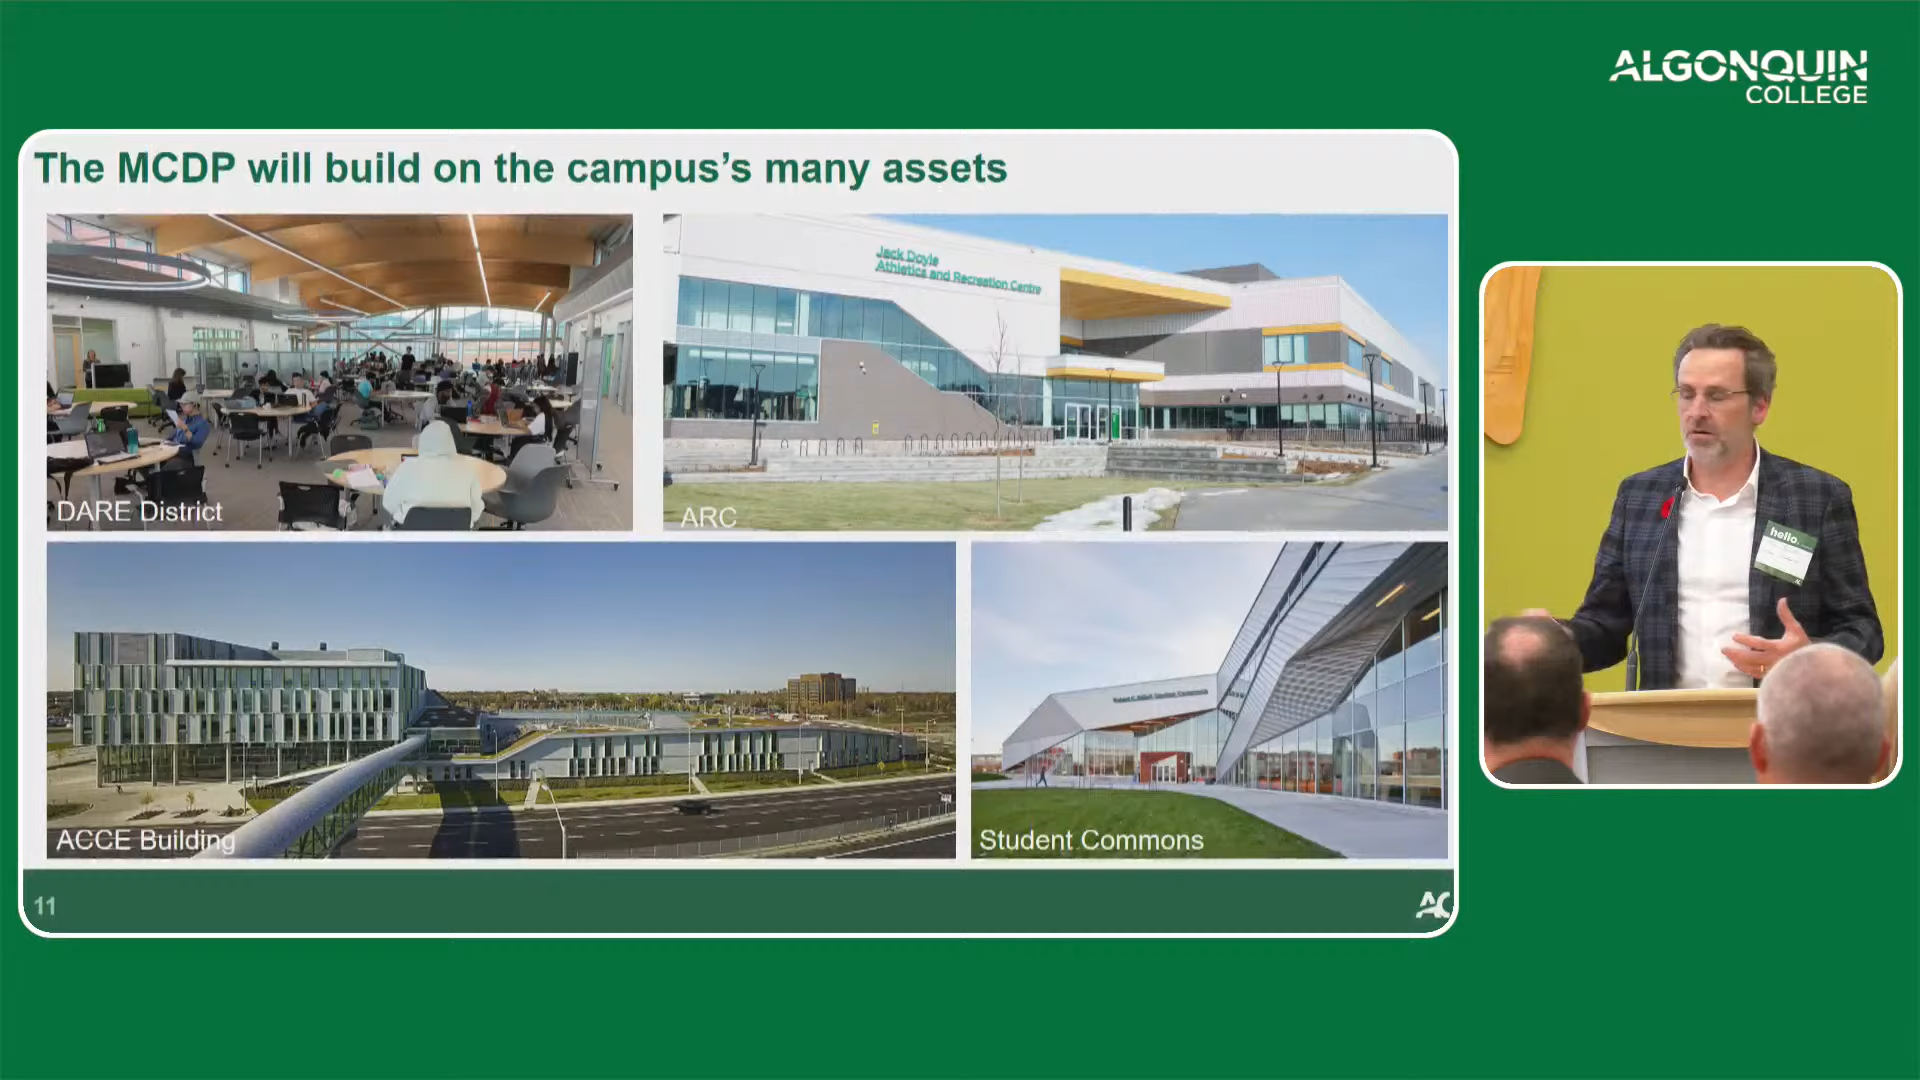 ALGONQUIN
COLLEGE
The MCDP will build on the campus's many assets
Jack Doyle
Athletics and Recreation Centre
DARE District
ARC
ACCE Building
Student Commons
11
AC
hello.